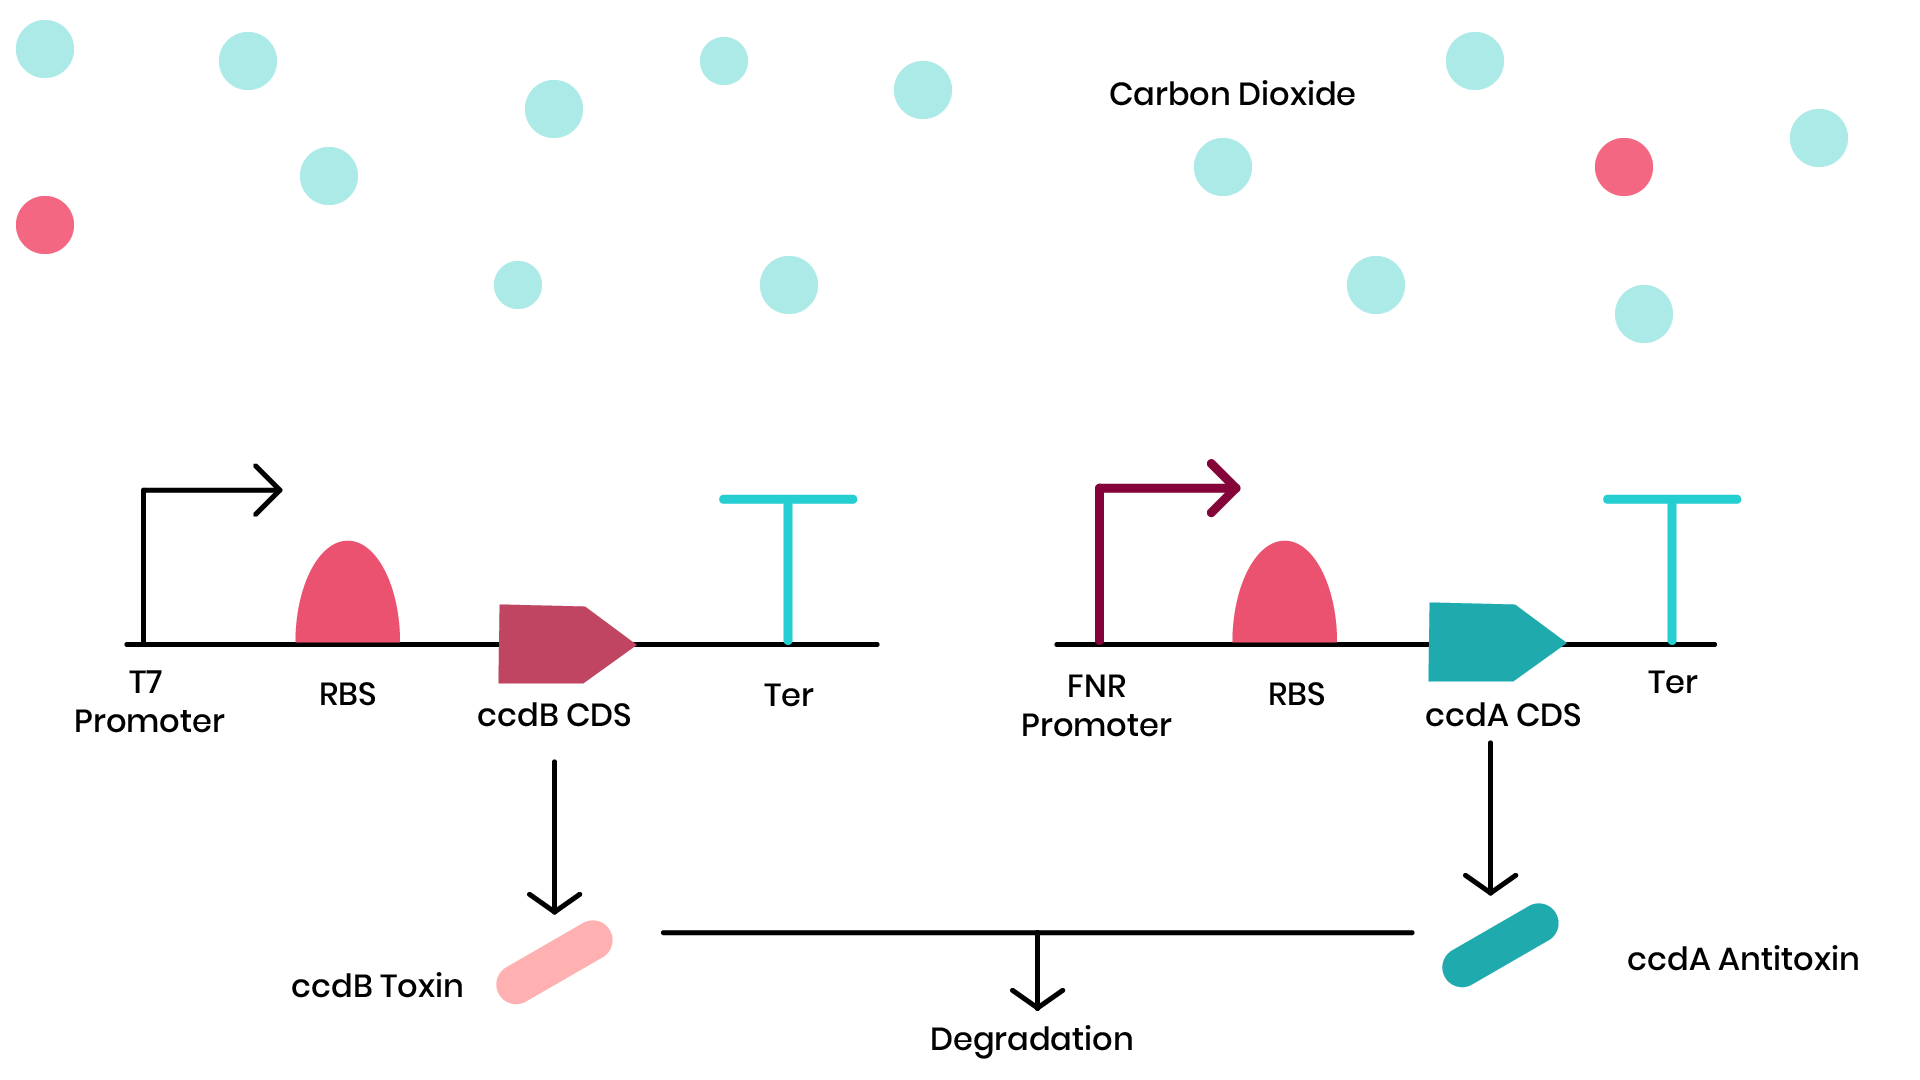 Carbon Dioxide
T7
Promoter
RBS
ccdB CDS
Ter
FNR
Promoter
RBS
ccdA CDS
Ter
ccdB Toxin
ccdA Antitoxin
Degradation